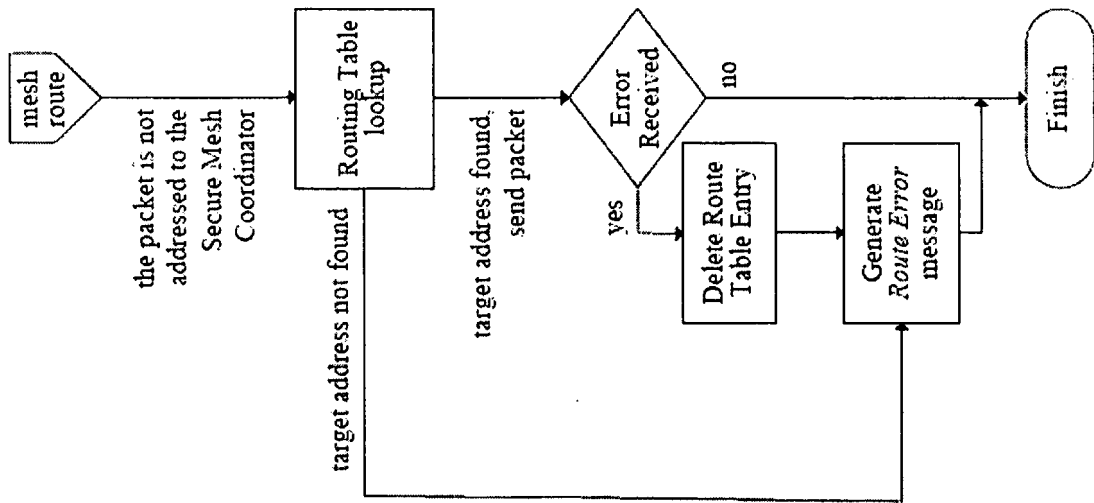 mesh
route
the packet is not
addressed to the
Secure Mesh
Coordinator
Routing Table
lookup
target address not found
target address found,
send packet
Error
Received
yes
no
Delete Route
Table Entry
Generate
Route Error
message
Finish